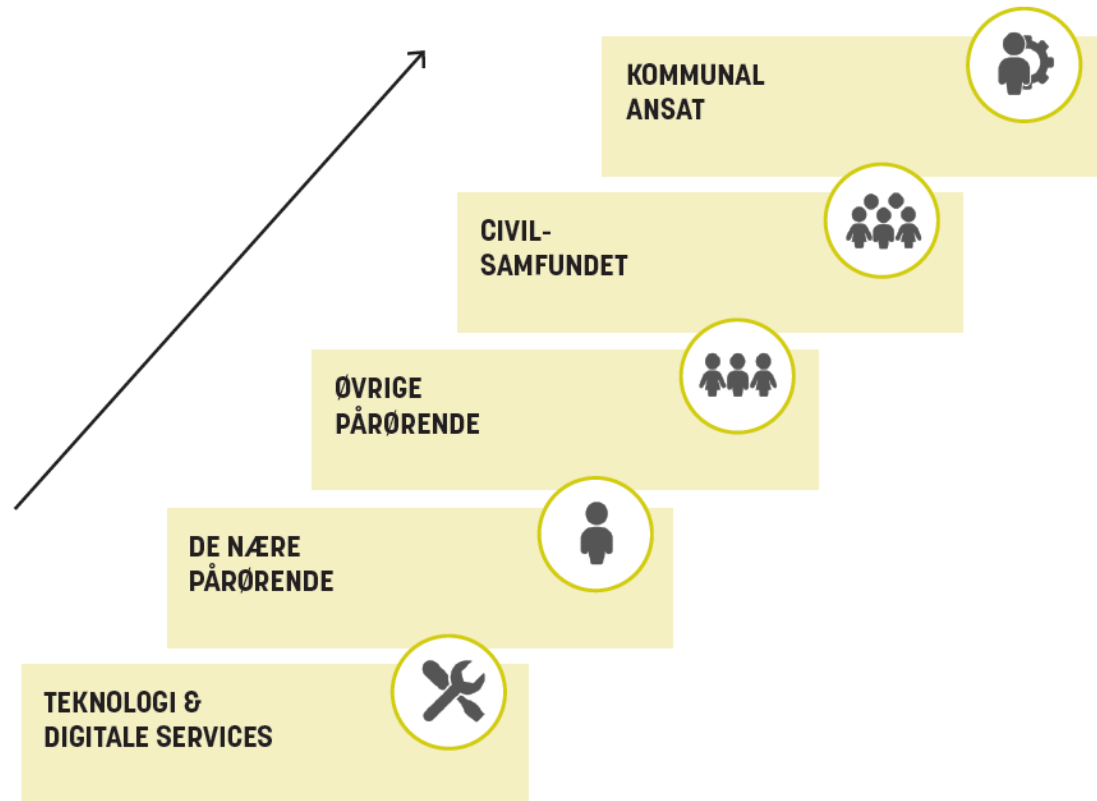 KOMMUNAL
ANSAT
CIVIL-
SAMFUNDET
ØVRIGE
PÅRØRENDE
DE NÆRE
PÅRØRENDE
TEKNOLOGI &
DIGITALE SERVICES